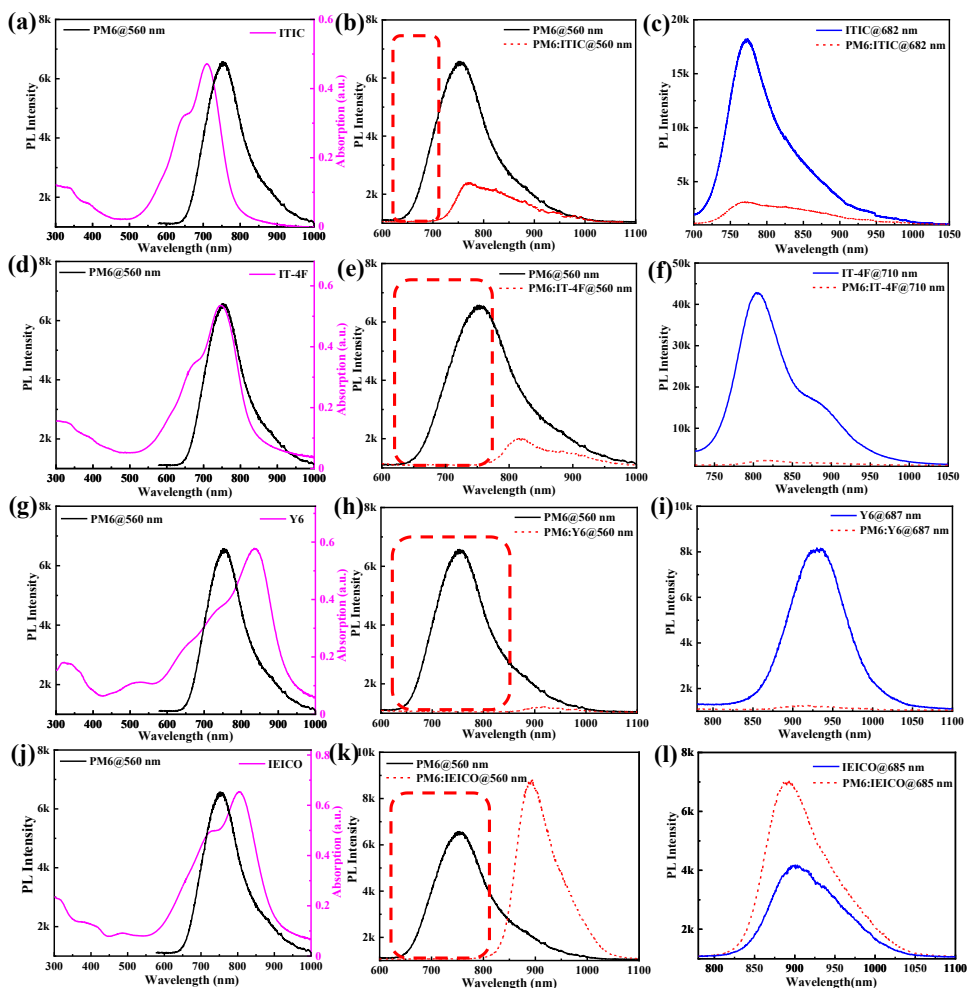 (a)
PM6@560 nm
ITIC
8k
6k
4k
2k
PL Intensity
0.6
0.4
0.2
0
Absorption (a.u.)
300 400 500 600 700 800 900 1000
Wavelength (nm)
(b)
PM6@560 nm
PM6:ITIC@560 nm
8k
6k
4k
2k
PL Intensity
600 700 800 900 1000
Wavelength (nm)
(c)
ITIC@682 nm
PM6:ITIC@682 nm
20k
15k
10k
5k
PL Intensity
700 750 800 850 900 950 1000 1050
Wavelength (nm)
(d)
PM6@560 nm
IT-4F
8k
6k
4k
2k
PL Intensity
0.6
0.4
0.2
0
Absorption (a.u.)
300 400 500 600 700 800 900 1000
Wavelength (nm)
(e)
PM6@560 nm
PM6:IT-4F@560 nm
8k
6k
4k
2k
PL Intensity
600 700 800 900 1000
Wavelength (nm)
(f)
IT-4F@710 nm
PM6:IT-4F@710 nm
50k
40k
30k
20k
10k
PL Intensity
750 800 850 900 950 1000 1050
Wavelength (nm)
(g)
PM6@560 nm
Y6
8k
6k
4k
2k
PL Intensity
0.6
0.4
0.2
0
Absorption (a.u.)
300 400 500 600 700 800 900 1000
Wavelength (nm)
(h)
PM6@560 nm
PM6:Y6@560 nm
8k
6k
4k
2k
PL Intensity
600 700 800 900 1000 1100
Wavelength (nm)
(i)
Y6@687 nm
PM6:Y6@687 nm
10k
8k
6k
4k
2k
PL Intensity
800 850 900 950 1000 1050 1100
Wavelength (nm)
(j)
PM6@560 nm
IEICO
8k
6k
4k
2k
PL Intensity
0.8
0.6
0.4
0.2
0
Absorption (a.u.)
300 400 500 600 700 800 900 1000
Wavelength (nm)
(k)
PM6@560 nm
PM6:IEICO@560 nm
10k
8k
6k
4k
2k
PL Intensity
600 700 800 900 1000 1100
Wavelength (nm)
(l)
IEICO@685 nm
PM6:IEICO@685 nm
8k
6k
4k
2k
PL Intensity
800 850 900 950 1000 1050 1100
Wavelength(nm)